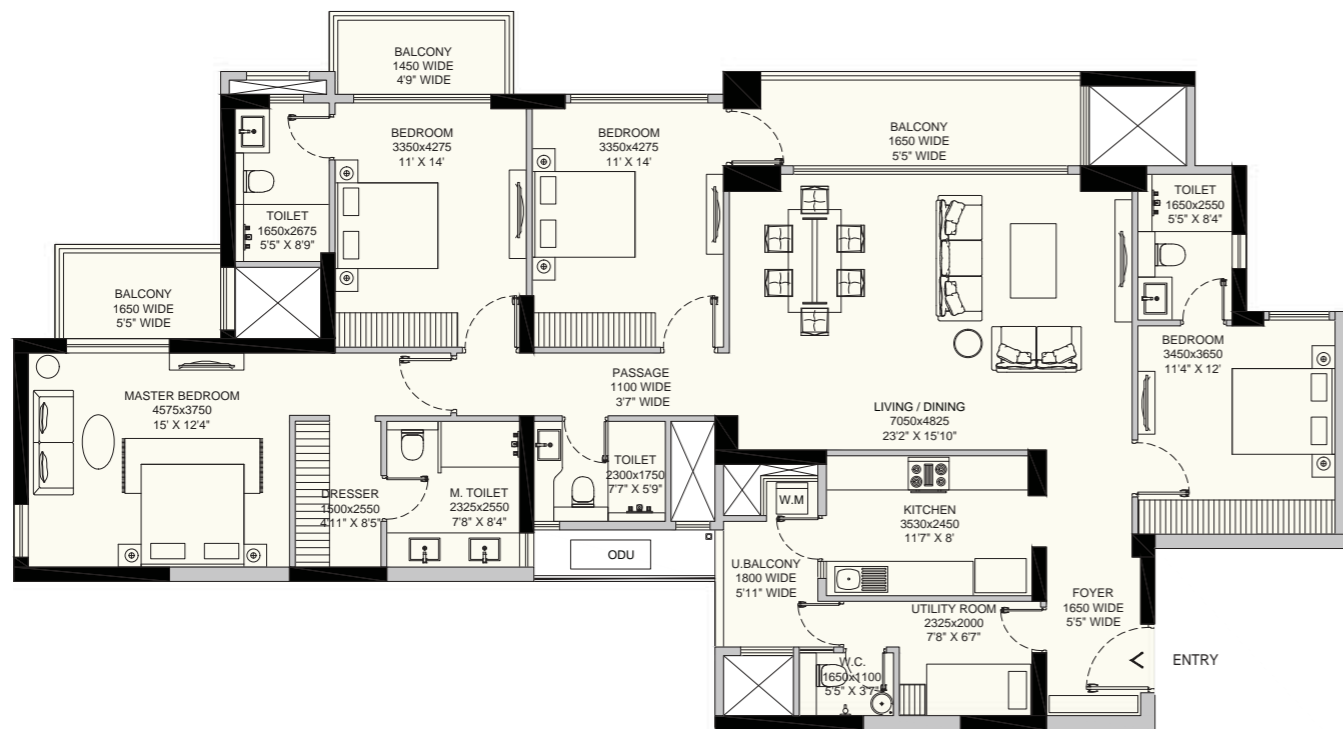 BALCONY
1450 WIDE
4'9" WIDE
BEDROOM
3350x4275
11' X 14'
BEDROOM
3350x4275
11' X 14'
BALCONY
1650 WIDE
5'5" WIDE
TOILET
1650x2675
5'5" X 8'9"
TOILET
1650x2550
5'5" X 8'4"
BALCONY
1650 WIDE
5'5" WIDE
BEDROOM
3450x3650
11'4" X 12'
PASSAGE
1100 WIDE
3'7" WIDE
MASTER BEDROOM
4575x3750
15' X 12'4"
LIVING / DINING
7050x4825
23'2" X 15'10"
TOILET
2300x1750
7'7" X 5'9"
DRESSER
1500x2550
4'11" X 8'5"
M. TOILET
2325x2550
7'8" X 8'4"
W.M
KITCHEN
3530x2450
11'7" X 8'
ODU
U.BALCONY
1800 WIDE
5'11" WIDE
UTILITY ROOM
2325x2000
7'8" X 6'7"
FOYER
1650 WIDE
5'5" WIDE
W.C.
1650x1100
5'5" X 3'7"
ENTRY